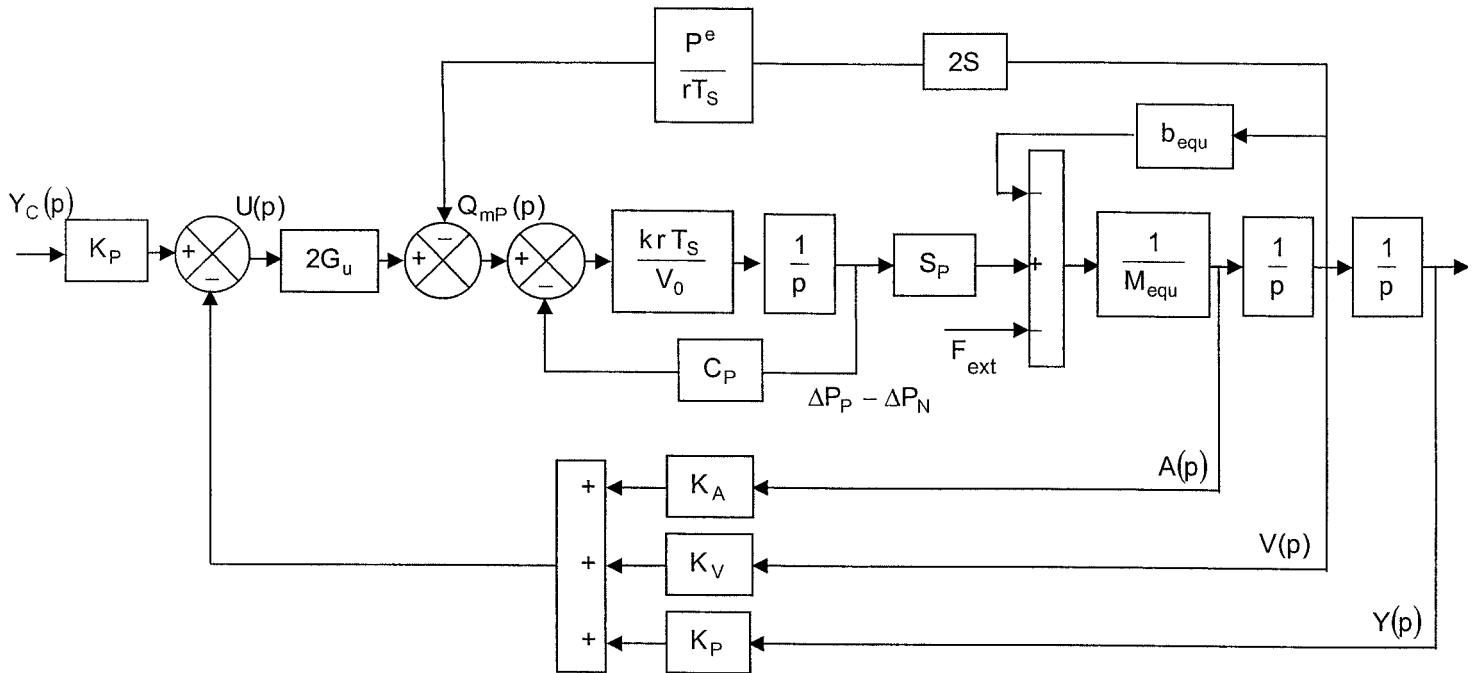 P^e
rT_S
2S
b_equ
Y_C(p)
K_P
+
−
U(p)
2G_u
+
−
Q_mP(p)
+
−
k r T_S
V_0
1
p
S_P
−
+
−
F_ext
1
M_equ
1
p
1
p
C_P
ΔP_P − ΔP_N
+
K_A
A(p)
+
K_V
V(p)
+
K_P
Y(p)